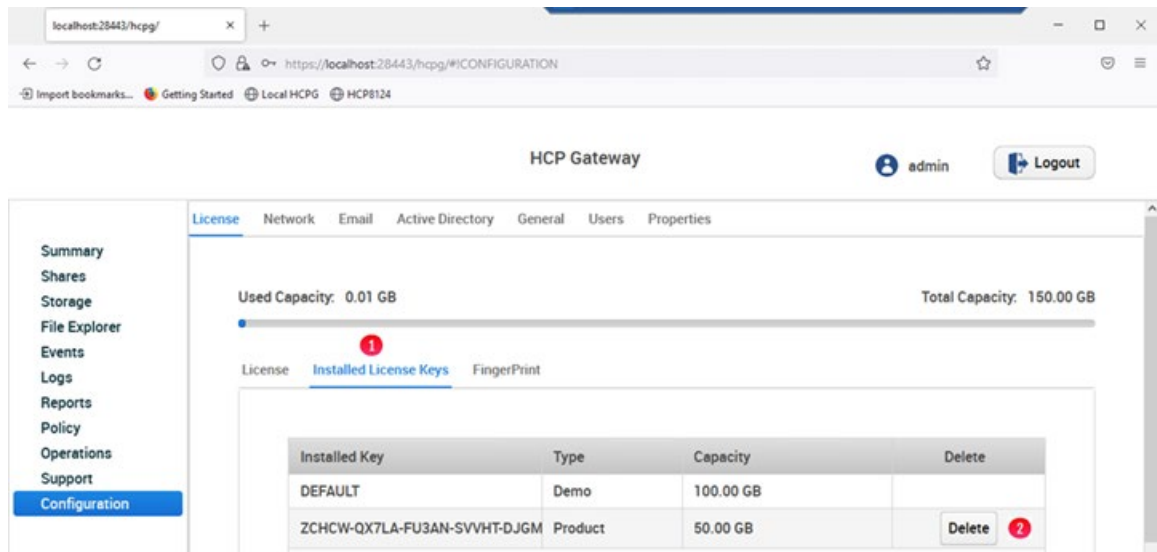 localhost:28443/hcpg/
https://localhost:28443/hcpg/#!CONFIGURATION
Import bookmarks... Getting Started Local HCPG HCP8124
HCP Gateway
admin
Logout
License Network Email Active Directory General Users Properties
Summary
Shares
Storage
File Explorer
Events
Logs
Reports
Policy
Operations
Support
Configuration
Used Capacity: 0.01 GB Total Capacity: 150.00 GB
1
License Installed License Keys FingerPrint
Installed Key Type Capacity Delete
DEFAULT Demo 100.00 GB
ZCHCW-QX7LA-FU3AN-SVVHT-DJGM Product 50.00 GB Delete 2